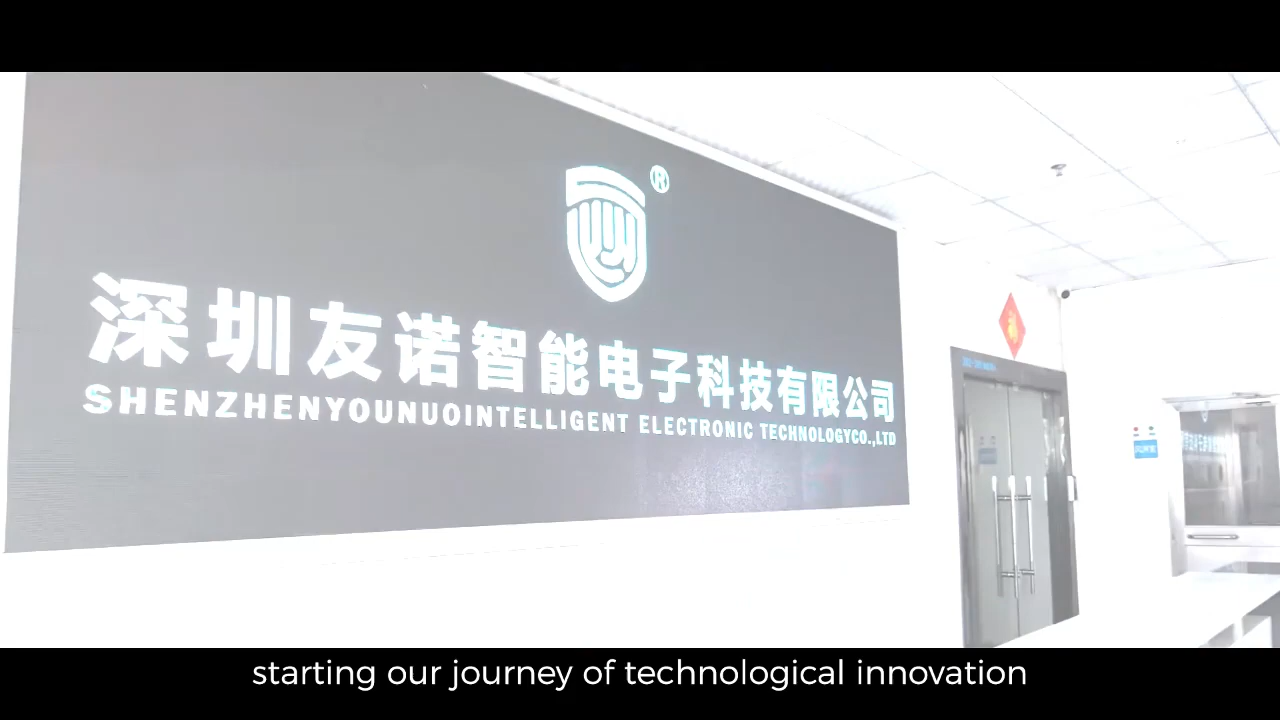 ®
深圳友诺智能电子科技有限公司
SHENZHENYOUNUOINTELLIGENT ELECTRONIC TECHNOLOGYCO.,LTD
starting our journey of technological innovation